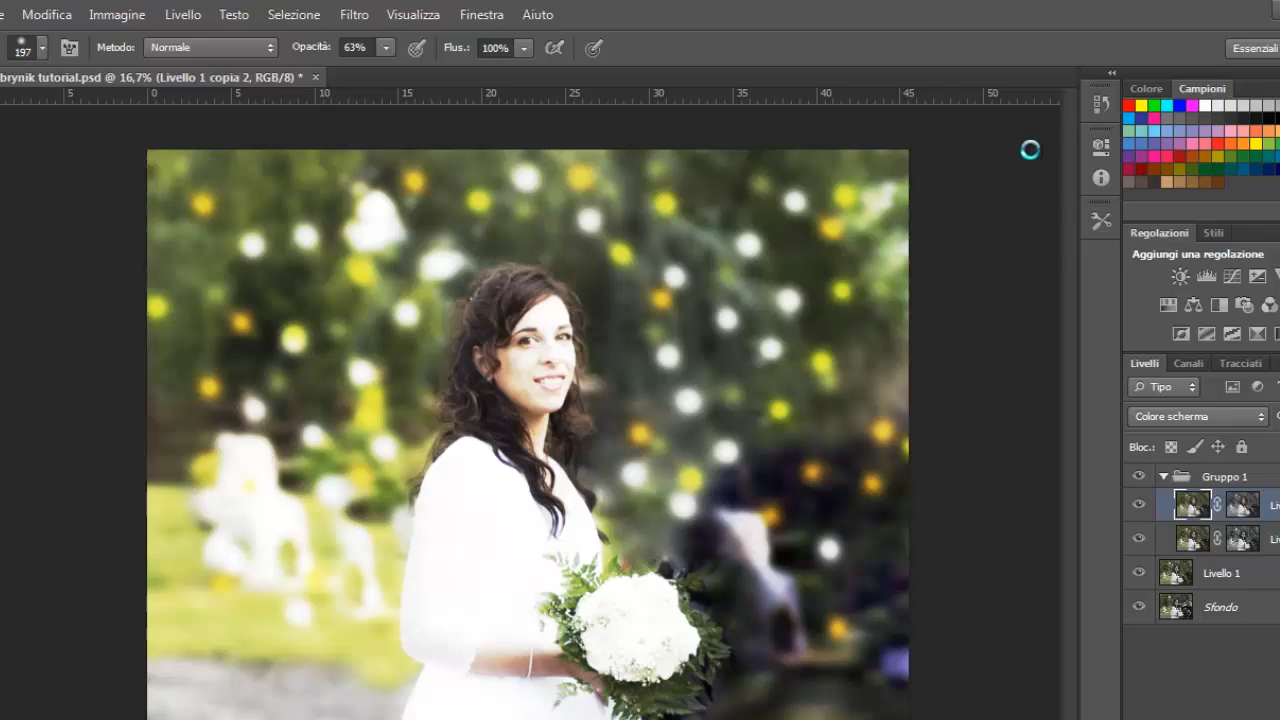 Modifica Immagine Livello Testo Selezione Filtro Visualizza Finestra Aiuto
197 Metodo: Normale Opacità: 63% Flus.: 100% Essenziali
brynik tutorial.psd @ 16,7% (Livello 1 copia 2, RGB/8) * ×
5 0 5 10 15 20 25 30 35 40 45 50
Colore Campioni
Regolazioni Stili
Aggiungi una regolazione
Livelli Canali Tracciati
Tipo
Colore scherma
Bloc.:
Gruppo 1
Livello 1
Sfondo